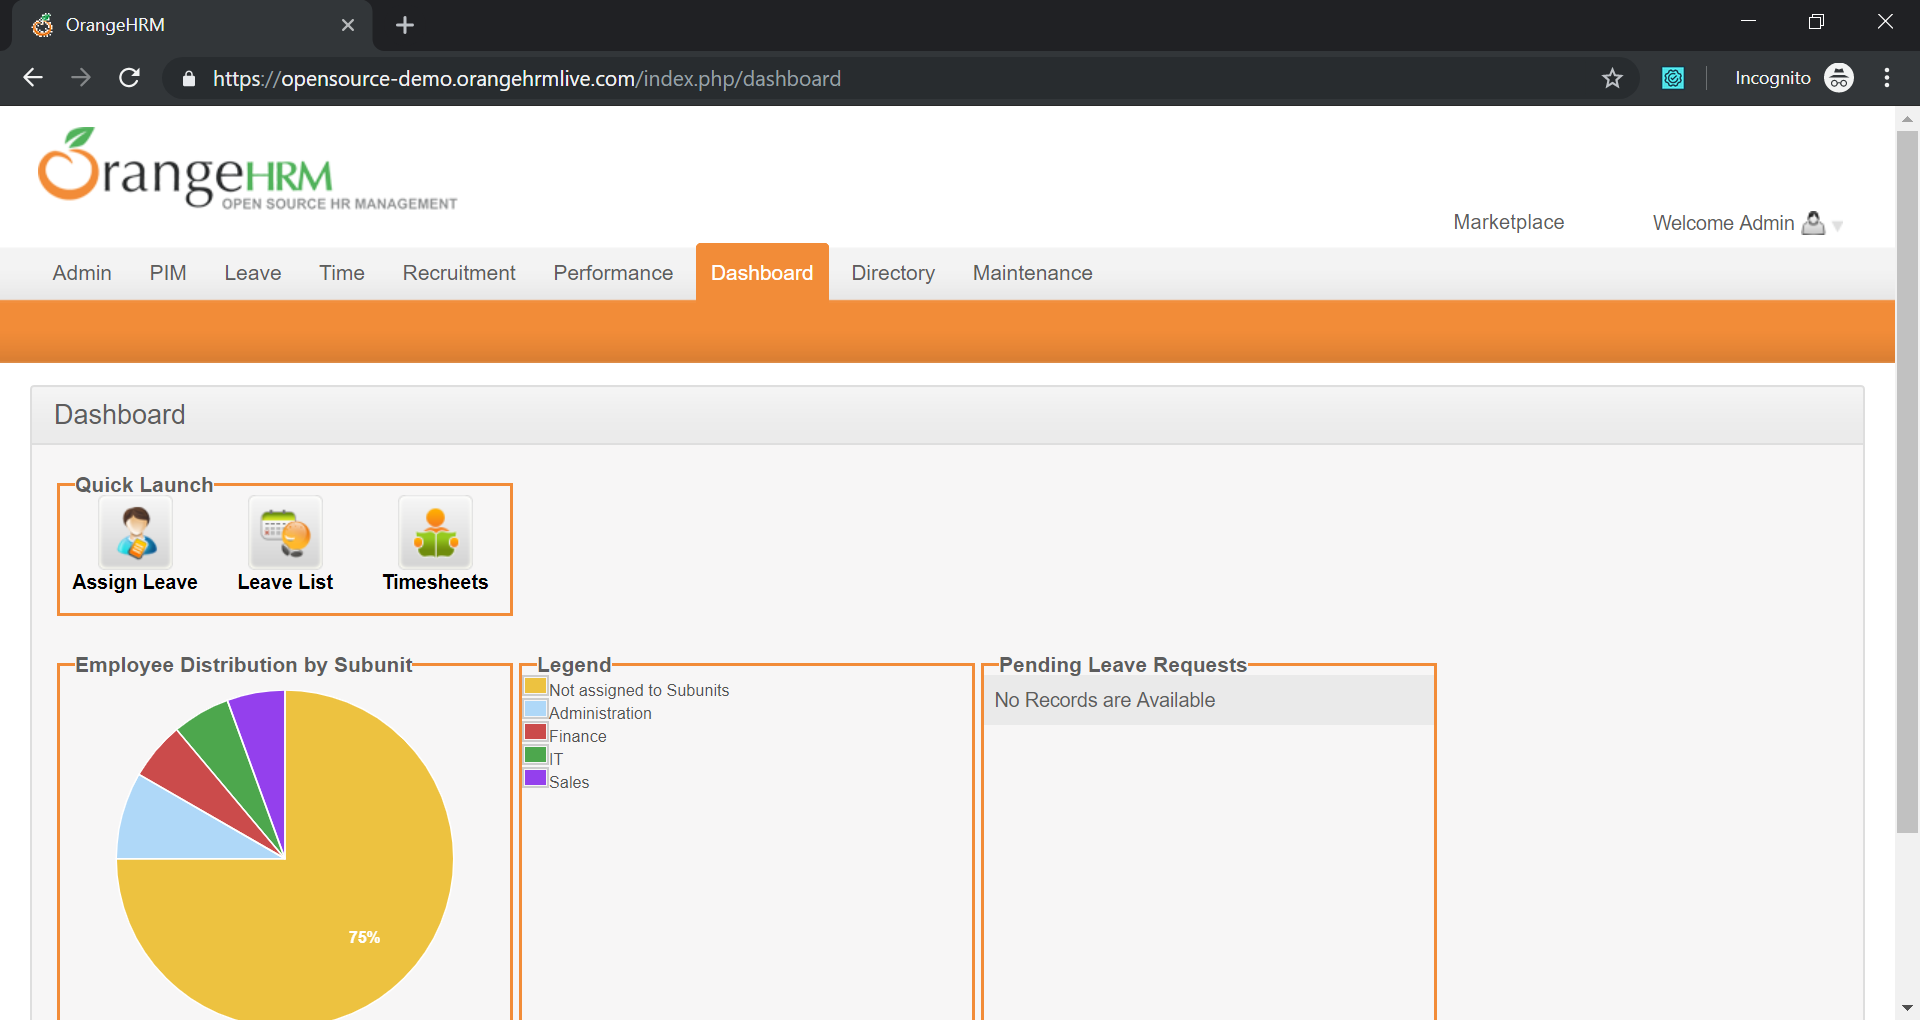 OrangeHRM
https://opensource-demo.orangehrmlive.com/index.php/dashboard
Incognito
OrangeHRM
OPEN SOURCE HR MANAGEMENT
Marketplace
Welcome Admin
Admin PIM Leave Time Recruitment Performance Dashboard Directory Maintenance
Dashboard
Quick Launch
Assign Leave Leave List Timesheets
Employee Distribution by Subunit
75%
Legend
Not assigned to Subunits
Administration
Finance
IT
Sales
Pending Leave Requests
No Records are Available